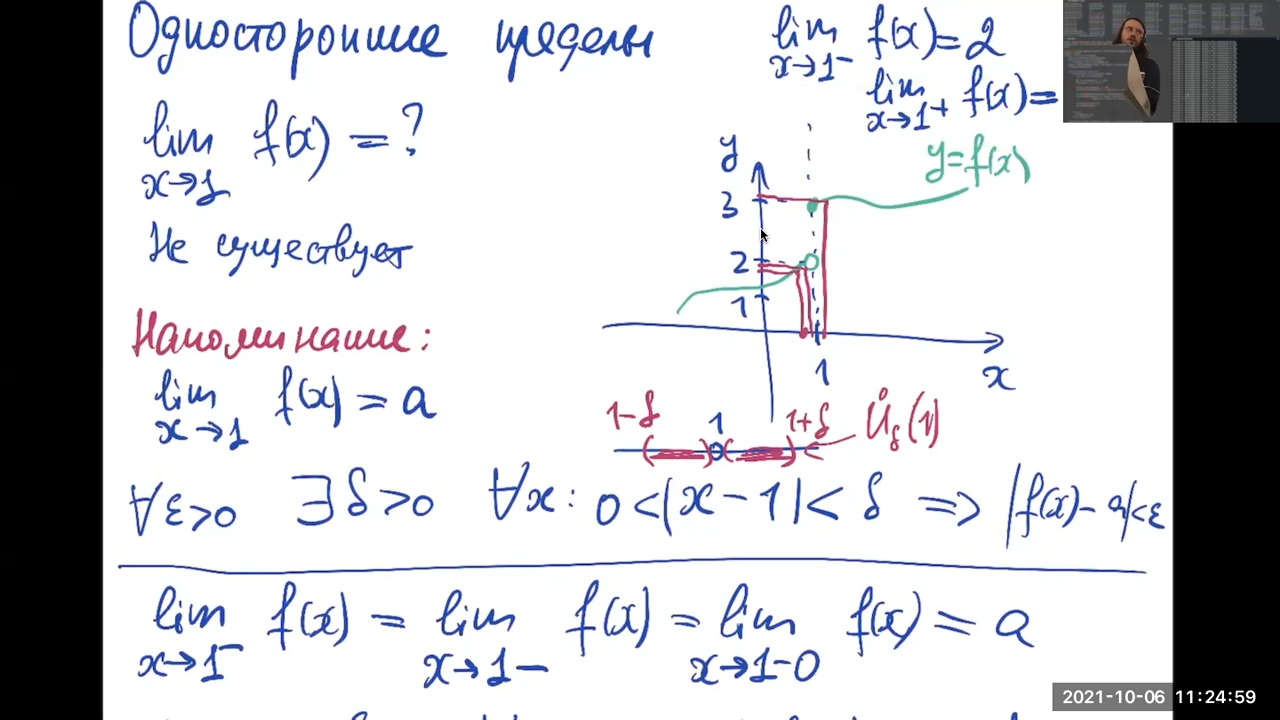 Односторонние пределы
lim f(x) = 2
x→1-
lim f(x) =
x→1+
lim f(x) = ?
x→1
Не существует
y
y=f(x)
3
2
1
1
x
Напоминание:
lim f(x) = a
x→1
1-δ 1 1+δ Ůδ(1)
∀ε>0 ∃δ>0 ∀x: 0<|x-1|<δ => |f(x)-a|<ε
lim f(x) = lim f(x) = lim f(x) = a
x→1⁻ x→1- x→1-0
2021-10-06 11:24:59